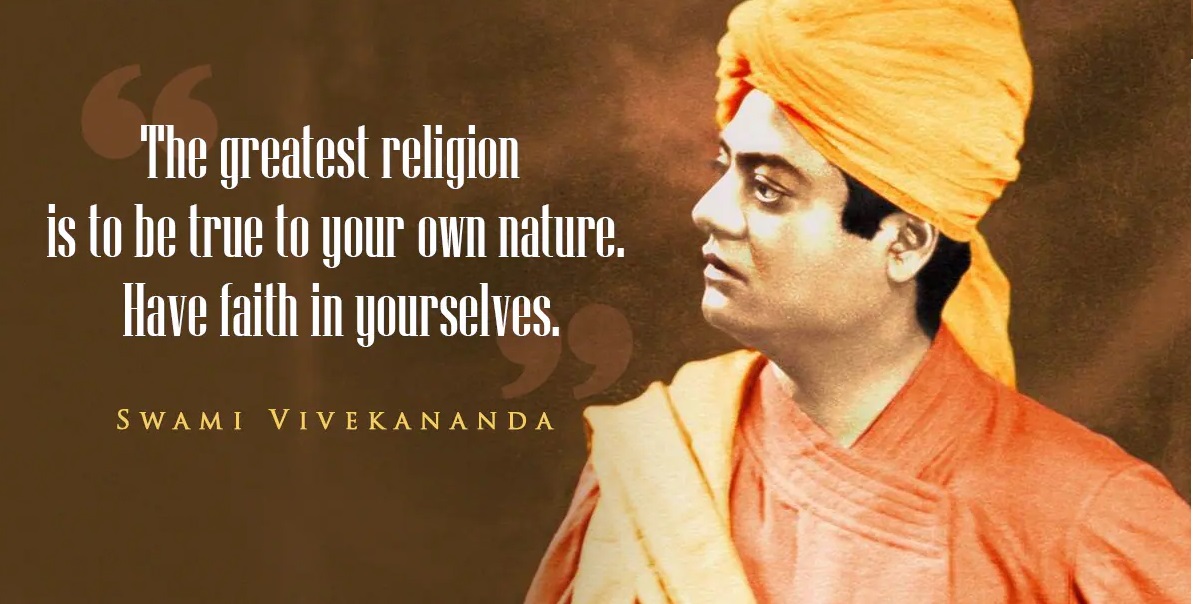 “The greatest religion
is to be true to your own nature.
Have faith in yourselves.”
SWAMI VIVEKANANDA